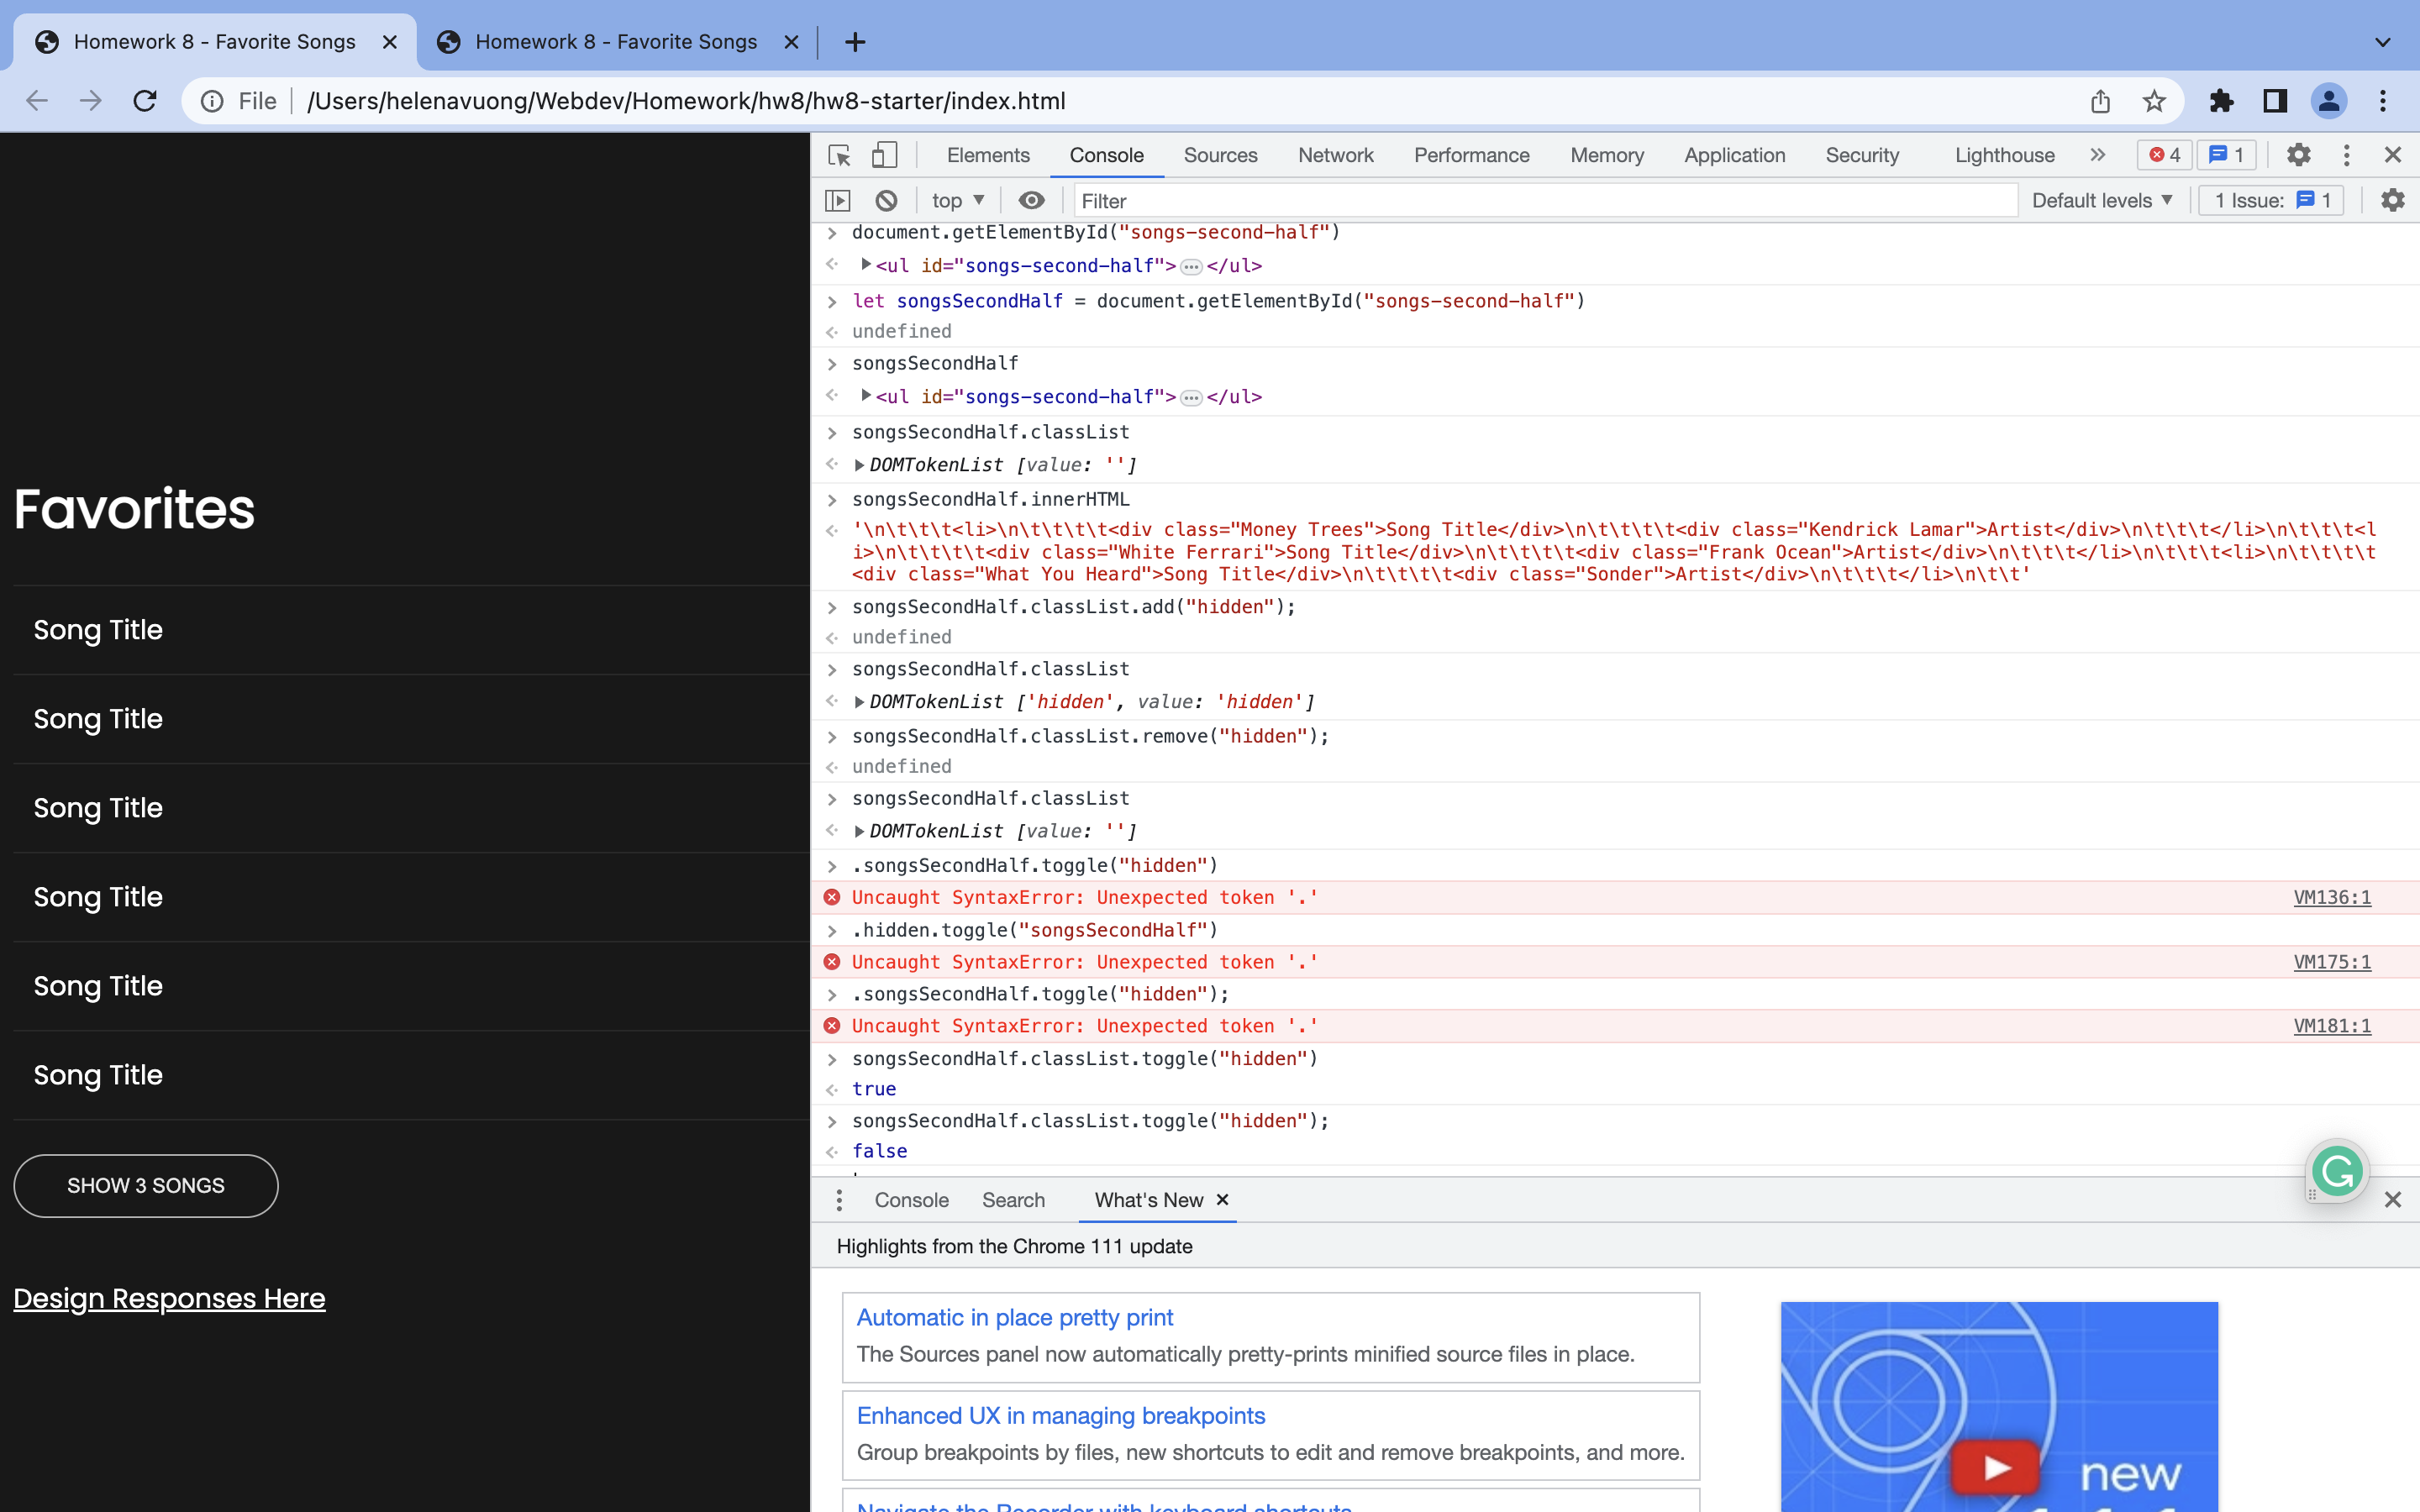 Homework 8 - Favorite Songs
Homework 8 - Favorite Songs
File
/Users/helenavuong/Webdev/Homework/hw8/hw8-starter/index.html
Favorites
Song Title
Song Title
Song Title
Song Title
Song Title
Song Title
SHOW 3 SONGS
Design Responses Here
Elements Console Sources Network Performance Memory Application Security Lighthouse » 4 1
top ▼ Filter Default levels ▼ 1 Issue: 1
document.getElementById("songs-second-half")
<ul id="songs-second-half">…</ul>
let songsSecondHalf = document.getElementById("songs-second-half")
undefined
songsSecondHalf
<ul id="songs-second-half">…</ul>
songsSecondHalf.classList
DOMTokenList [value: '']
songsSecondHalf.innerHTML
'\n\t\t\t<li>\n\t\t\t\t<div class="Money Trees">Song Title</div>\n\t\t\t\t<div class="Kendrick Lamar">Artist</div>\n\t\t\t</li>\n\t\t\t<l
i>\n\t\t\t\t<div class="White Ferrari">Song Title</div>\n\t\t\t\t<div class="Frank Ocean">Artist</div>\n\t\t\t</li>\n\t\t\t<li>\n\t\t\t\t
<div class="What You Heard">Song Title</div>\n\t\t\t\t<div class="Sonder">Artist</div>\n\t\t\t</li>\n\t\t'
songsSecondHalf.classList.add("hidden");
undefined
songsSecondHalf.classList
DOMTokenList ['hidden', value: 'hidden']
songsSecondHalf.classList.remove("hidden");
undefined
songsSecondHalf.classList
DOMTokenList [value: '']
.songsSecondHalf.toggle("hidden")
Uncaught SyntaxError: Unexpected token '.' VM136:1
.hidden.toggle("songsSecondHalf")
Uncaught SyntaxError: Unexpected token '.' VM175:1
.songsSecondHalf.toggle("hidden");
Uncaught SyntaxError: Unexpected token '.' VM181:1
songsSecondHalf.classList.toggle("hidden")
true
songsSecondHalf.classList.toggle("hidden");
false
Console Search What's New
Highlights from the Chrome 111 update
Automatic in place pretty print
The Sources panel now automatically pretty-prints minified source files in place.
Enhanced UX in managing breakpoints
Group breakpoints by files, new shortcuts to edit and remove breakpoints, and more.
Navigate the Recorder with keyboard shortcuts
new